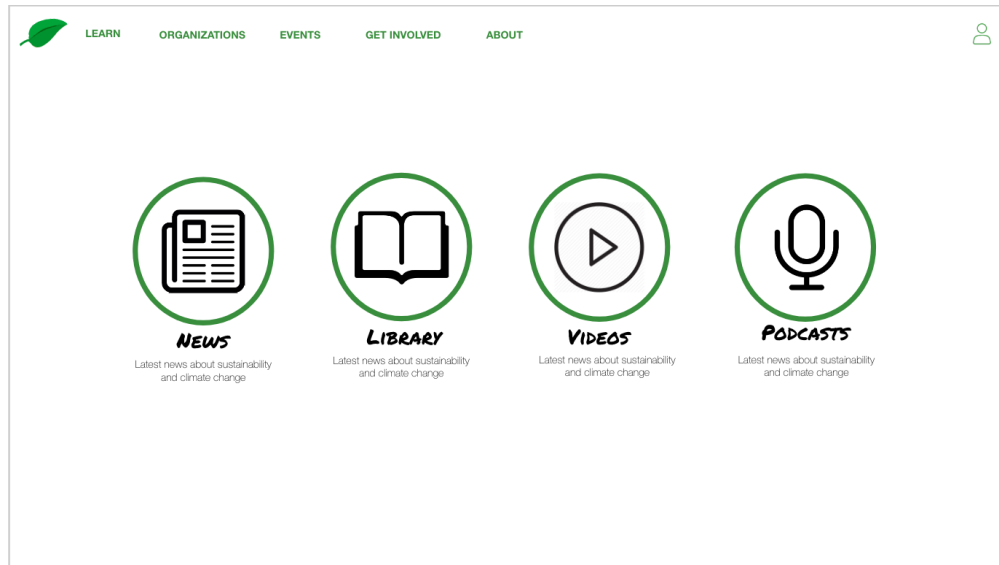 LEARN ORGANIZATIONS EVENTS GET INVOLVED ABOUT
NEWS
Latest news about sustainability
and climate change
LIBRARY
Latest news about sustainability
and climate change
VIDEOS
Latest news about sustainability
and climate change
PODCASTS
Latest news about sustainability
and climate change